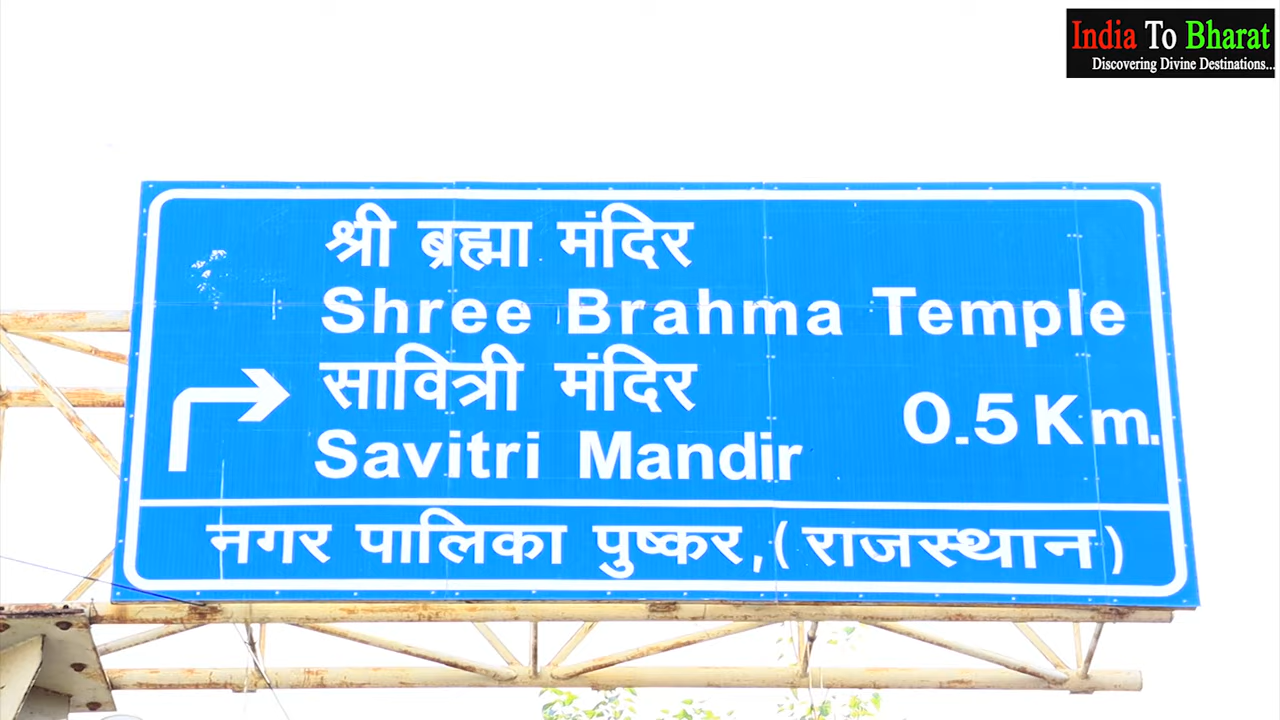 India To Bharat
Discovering Divine Destinations...
श्री ब्रह्मा मंदिर
Shree Brahma Temple
सावित्री मंदिर
0.5 Km.
Savitri Mandir
नगर पालिका पुष्कर,(राजस्थान)